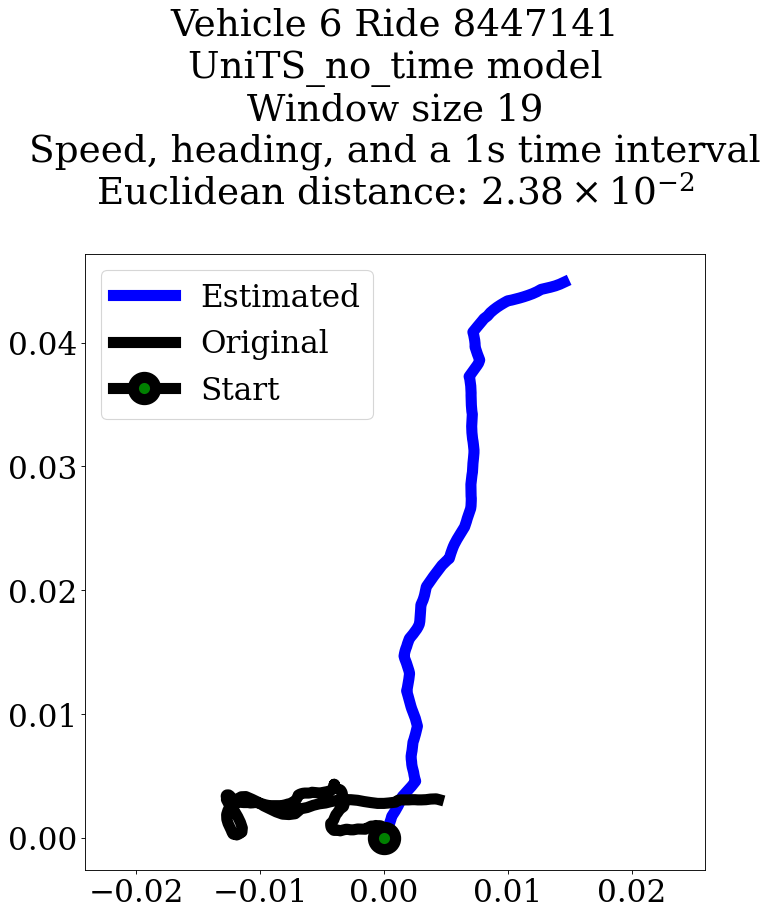 Vehicle 6 Ride 8447141
UniTS_no_time model
Window size 19
Speed, heading, and a 1s time interval
Euclidean distance: $2.38 \times 10^{-2}$
Estimated
Original
Start
0.04
0.03
0.02
0.01
0.00
−0.02
−0.01
0.00
0.01
0.02